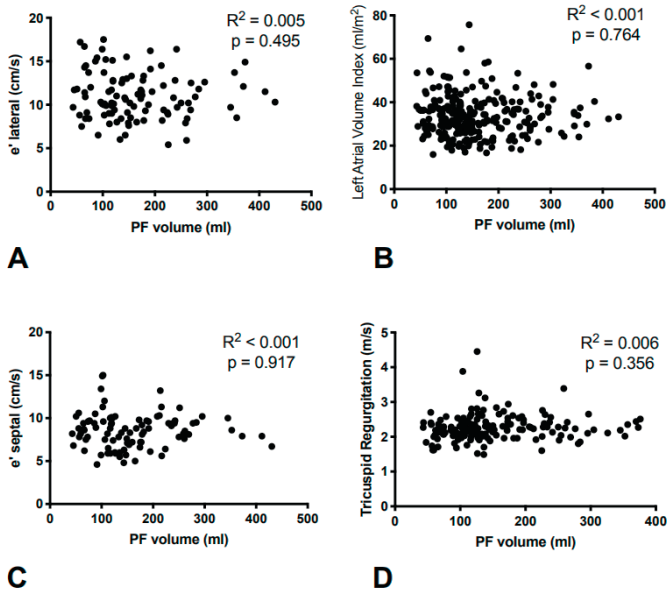 R² = 0.005
p = 0.495
e' lateral (cm/s)
20
15
10
5
0
0 100 200 300 400 500
PF volume (ml)
A
R² < 0.001
p = 0.764
Left Atrial Volume Index (ml/m²)
80
60
40
20
0
0 100 200 300 400 500
PF volume (ml)
B
R² < 0.001
p = 0.917
e' septal (cm/s)
20
15
10
5
0
0 100 200 300 400 500
PF volume (ml)
C
R² = 0.006
p = 0.356
Tricuspid Regurgitation (m/s)
5
4
3
2
1
0
0 100 200 300 400
PF volume (ml)
D